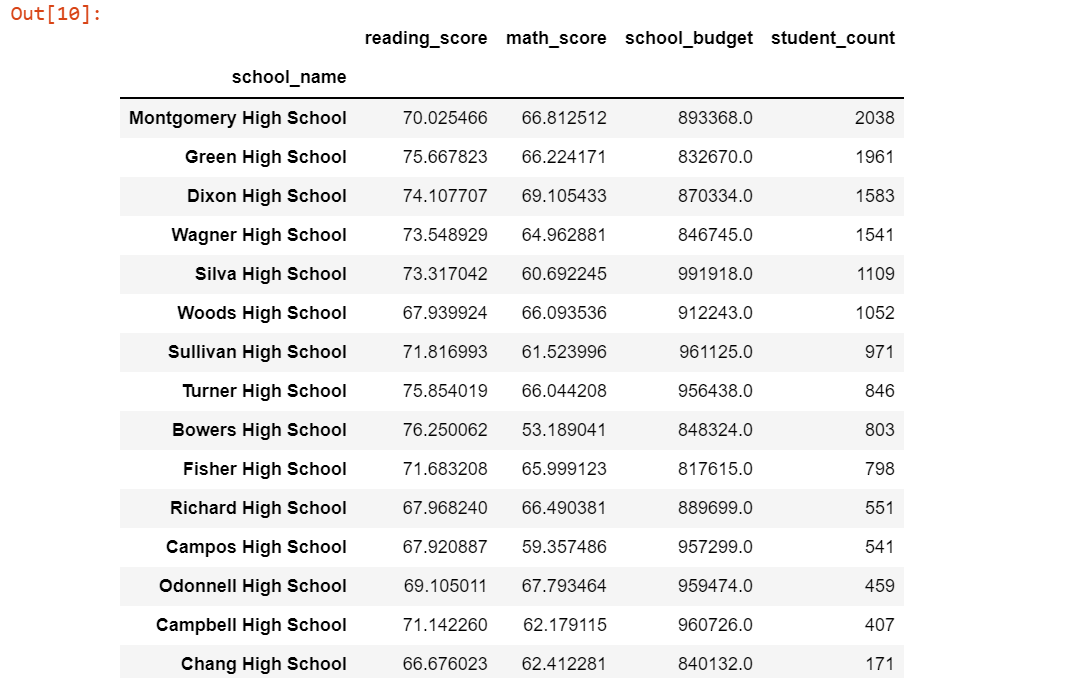 Out[10]:
reading_score math_score school_budget student_count
school_name
Montgomery High School 70.025466 66.812512 893368.0 2038
Green High School 75.667823 66.224171 832670.0 1961
Dixon High School 74.107707 69.105433 870334.0 1583
Wagner High School 73.548929 64.962881 846745.0 1541
Silva High School 73.317042 60.692245 991918.0 1109
Woods High School 67.939924 66.093536 912243.0 1052
Sullivan High School 71.816993 61.523996 961125.0 971
Turner High School 75.854019 66.044208 956438.0 846
Bowers High School 76.250062 53.189041 848324.0 803
Fisher High School 71.683208 65.999123 817615.0 798
Richard High School 67.968240 66.490381 889699.0 551
Campos High School 67.920887 59.357486 957299.0 541
Odonnell High School 69.105011 67.793464 959474.0 459
Campbell High School 71.142260 62.179115 960726.0 407
Chang High School 66.676023 62.412281 840132.0 171